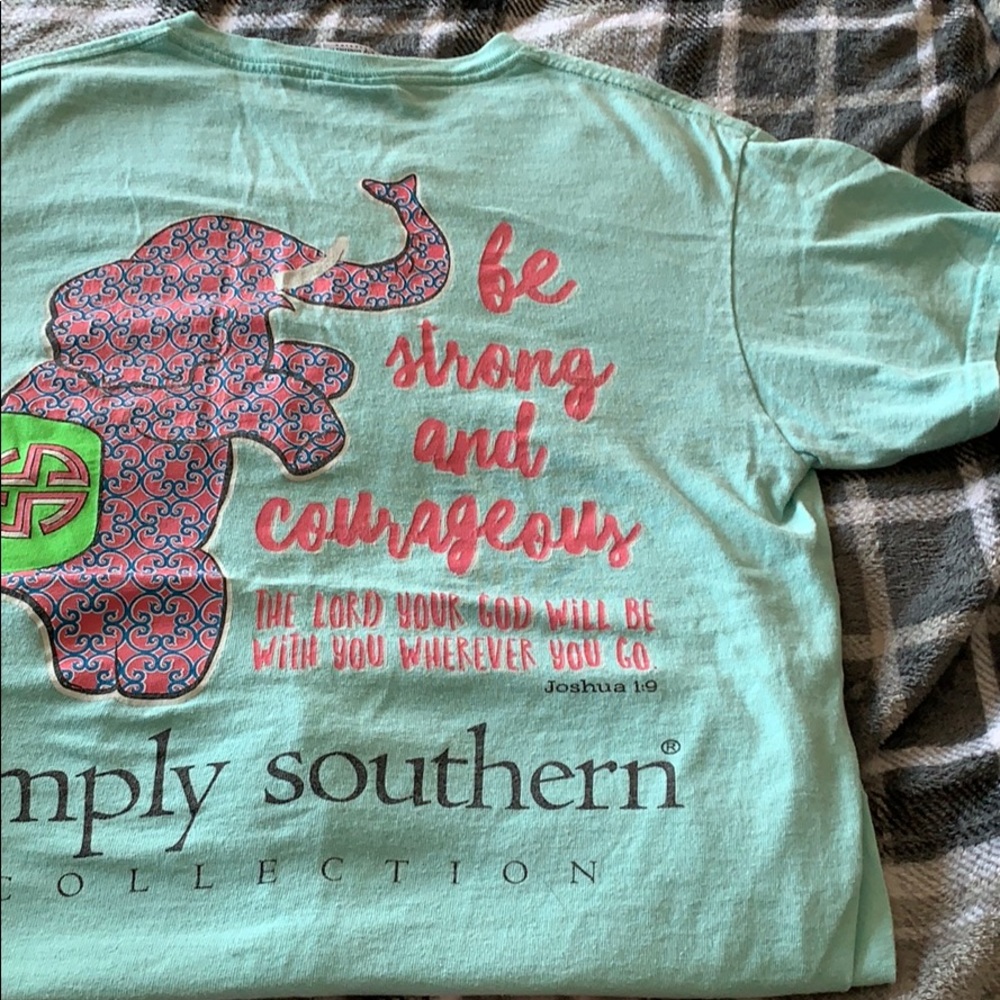 be
strong
and
courageous
THE LORD YOUR GOD WILL BE
WITH YOU WHEREVER YOU GO.
Joshua 1:9
mply southern®
COLLECTION